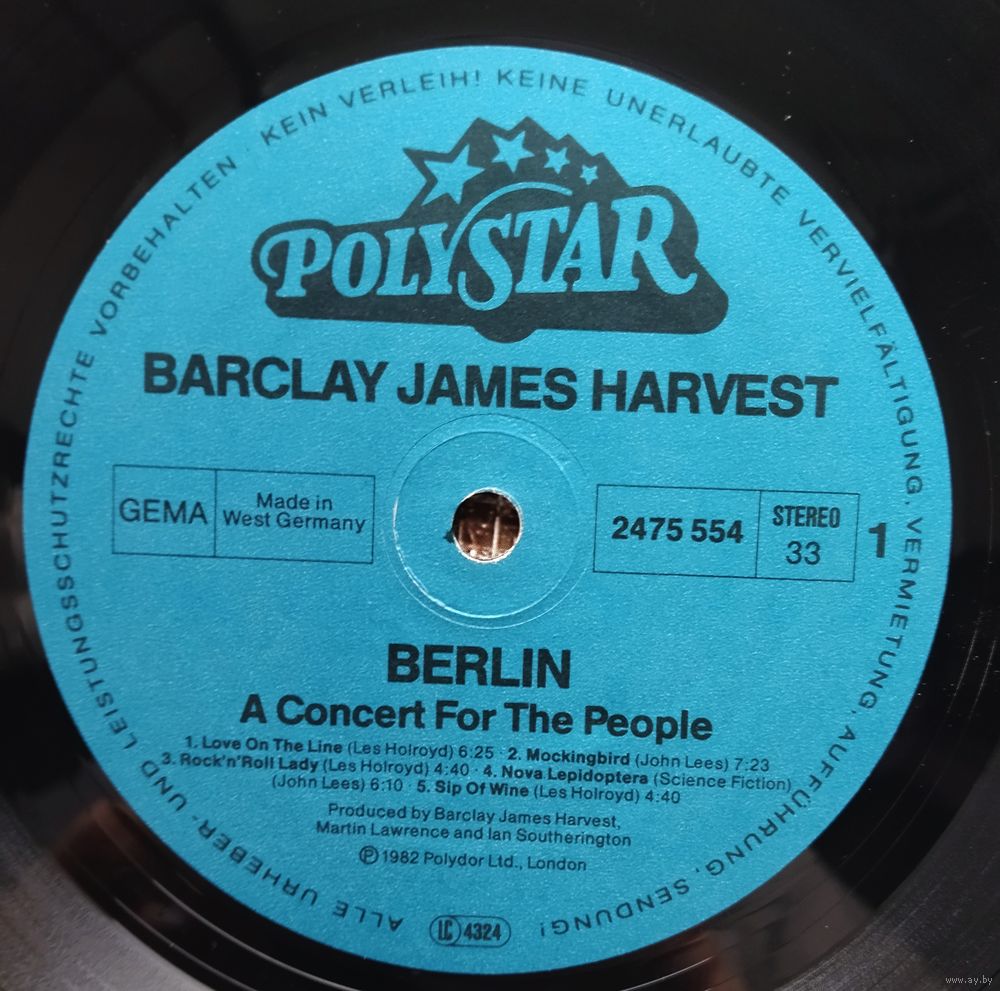 ALLE URHEBER- UND LEISTUNGSSCHUTZRECHTE VORBEHALTEN · KEIN VERLEIH! KEINE UNERLAUBTE VERVIELFÄLTIGUNG, VERMIETUNG, AUFFÜHRUNG, SENDUNG!
POLYSTAR
BARCLAY JAMES HARVEST
GEMA
Made in
West Germany
2475 554
STEREO
33
1
BERLIN
A Concert For The People
1. Love On The Line (Les Holroyd) 6:25 · 2. Mockingbird (John Lees) 7:23
3. Rock'n'Roll Lady (Les Holroyd) 4:40 · 4. Nova Lepidoptera (Science Fiction)
(John Lees) 6:10 · 5. Sip Of Wine (Les Holroyd) 4:40
Produced by Barclay James Harvest,
Martin Lawrence and Ian Southerington
Ⓟ 1982 Polydor Ltd., London
LC 4324
www.ay.by